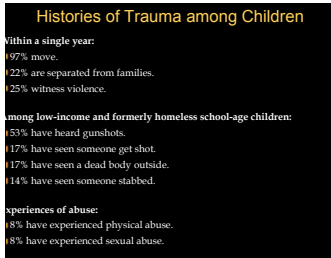 Histories of Trauma among Children
Within a single year:
97% move.
22% are separated from families.
25% witness violence.
Among low-income and formerly homeless school-age children:
53% have heard gunshots.
17% have seen someone get shot.
17% have seen a dead body outside.
14% have seen someone stabbed.
Experiences of abuse:
8% have experienced physical abuse.
8% have experienced sexual abuse.